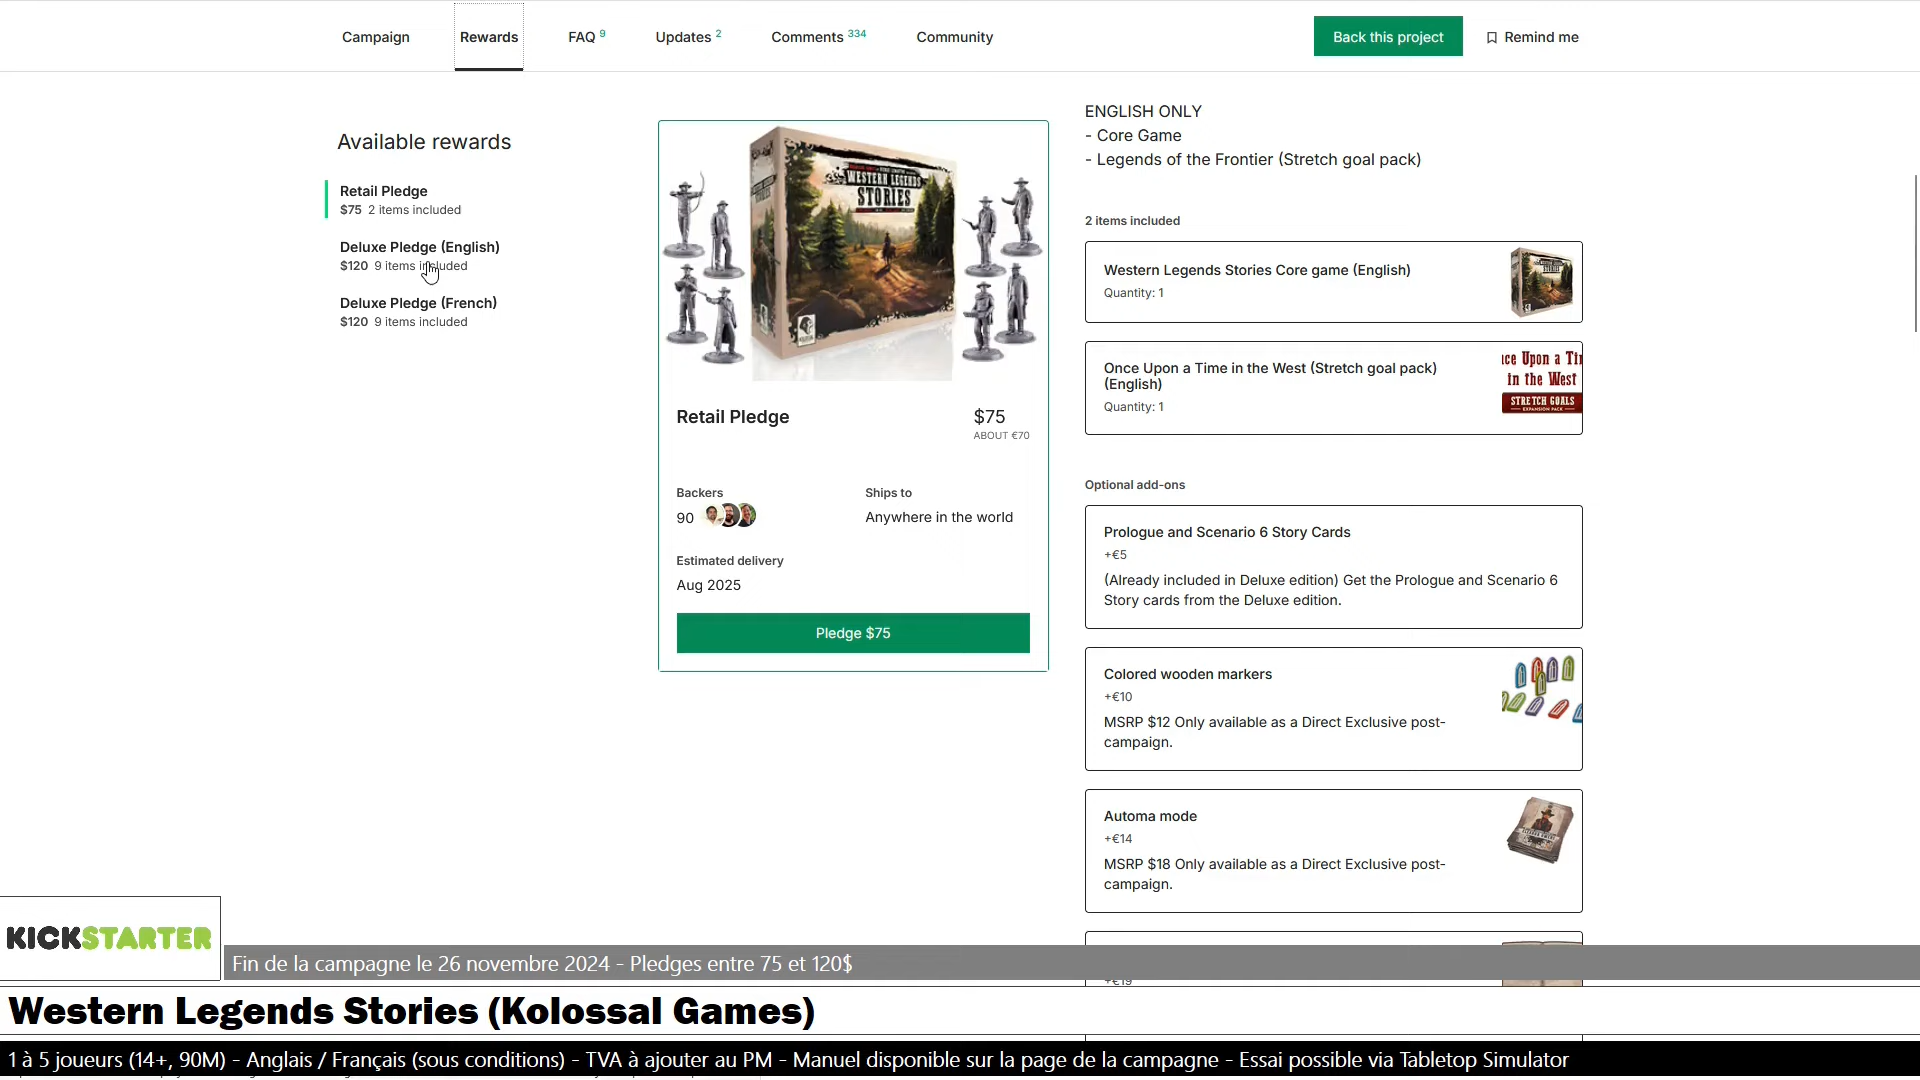 Campaign
Rewards
FAQ 9
Updates 2
Comments 334
Community
Back this project
Remind me
Available rewards
Retail Pledge
$75 2 items included
Deluxe Pledge (English)
$120 9 items included
Deluxe Pledge (French)
$120 9 items included
WESTERN LEGENDS
STORIES
Retail Pledge
$75
ABOUT €70
Backers
90
Ships to
Anywhere in the world
Estimated delivery
Aug 2025
Pledge $75
ENGLISH ONLY
- Core Game
- Legends of the Frontier (Stretch goal pack)
2 items included
Western Legends Stories Core game (English)
Quantity: 1
Once Upon a Time in the West (Stretch goal pack)
(English)
Quantity: 1
ice Upon a Tin
in the West
STRETCH GOALS
EXPANSION PACK
Optional add-ons
Prologue and Scenario 6 Story Cards
+€5
(Already included in Deluxe edition) Get the Prologue and Scenario 6
Story cards from the Deluxe edition.
Colored wooden markers
+€10
MSRP $12 Only available as a Direct Exclusive post-
campaign.
Automa mode
+€14
MSRP $18 Only available as a Direct Exclusive post-
campaign.
+€19
KICKSTARTER
Fin de la campagne le 26 novembre 2024 - Pledges entre 75 et 120$
Western Legends Stories (Kolossal Games)
1 à 5 joueurs (14+, 90M) - Anglais / Français (sous conditions) - TVA à ajouter au PM - Manuel disponible sur la page de la campagne - Essai possible via Tabletop Simulator